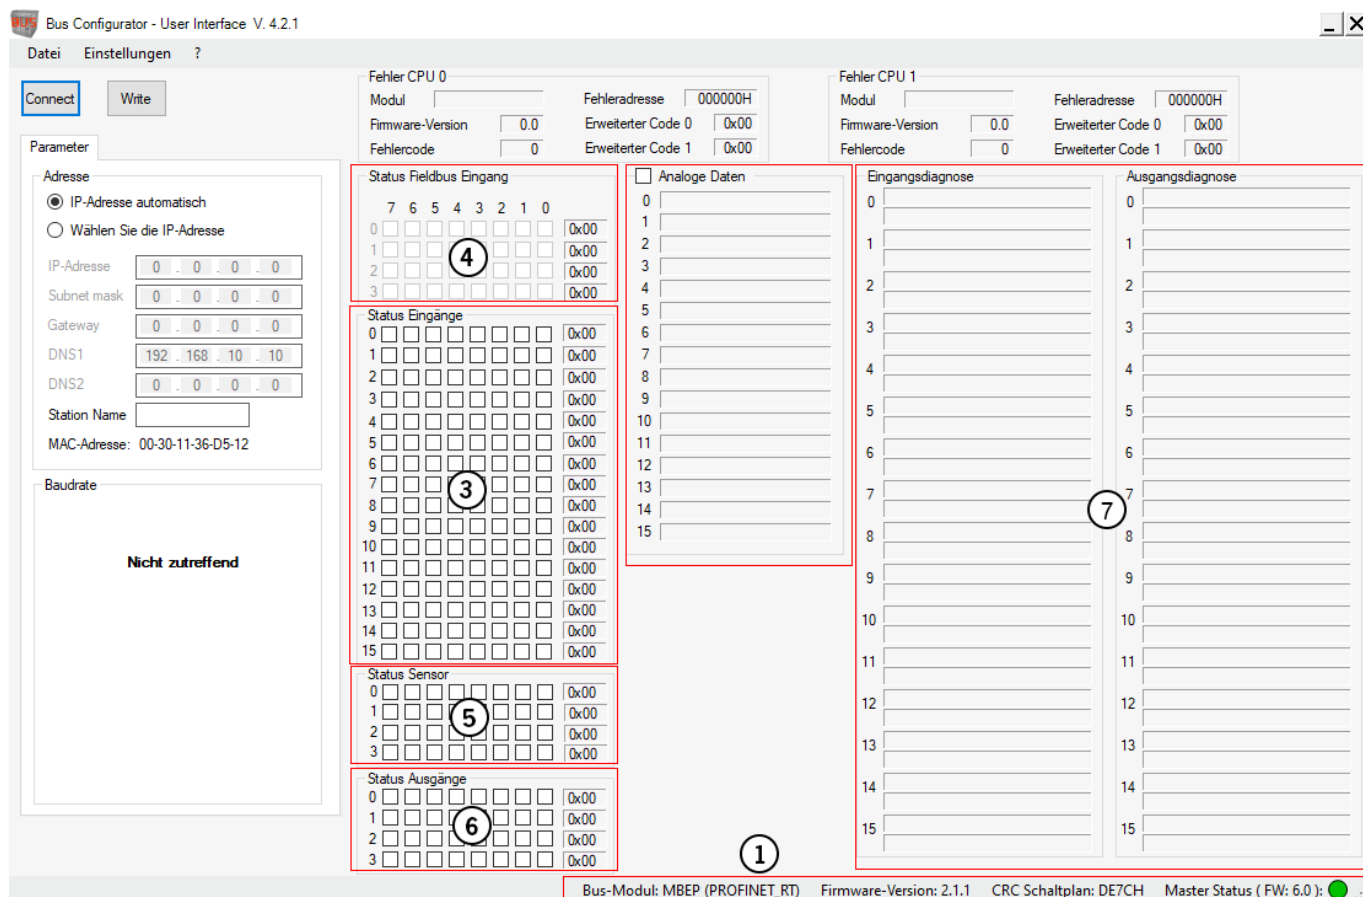 BUS Bus Configurator - User Interface V. 4.2.1
Datei Einstellungen ?
Connect Write
Parameter
Adresse
IP-Adresse automatisch
Wählen Sie die IP-Adresse
IP-Adresse 0 . 0 . 0 . 0
Subnet mask 0 . 0 . 0 . 0
Gateway 0 . 0 . 0 . 0
DNS1 192 . 168 . 10 . 10
DNS2 0 . 0 . 0 . 0
Station Name
MAC-Adresse: 00-30-11-36-D5-12
Baudrate
Nicht zutreffend
Fehler CPU 0
Modul Fehleradresse 000000H
Firmware-Version 0.0 Erweiterter Code 0 0x00
Fehlercode 0 Erweiterter Code 1 0x00
Fehler CPU 1
Modul Fehleradresse 000000H
Firmware-Version 0.0 Erweiterter Code 0 0x00
Fehlercode 0 Erweiterter Code 1 0x00
Status Fieldbus Eingang
7 6 5 4 3 2 1 0
0 0x00
1 0x00
2 0x00
3 0x00
4
Status Eingänge
0 0x00
1 0x00
2 0x00
3 0x00
4 0x00
5 0x00
6 0x00
7 0x00
8 0x00
9 0x00
10 0x00
11 0x00
12 0x00
13 0x00
14 0x00
15 0x00
3
Status Sensor
0 0x00
1 0x00
2 0x00
3 0x00
5
Status Ausgänge
0 0x00
1 0x00
2 0x00
3 0x00
6
Analoge Daten
0
1
2
3
4
5
6
7
8
9
10
11
12
13
14
15
Eingangsdiagnose
0
1
2
3
4
5
6
7
8
9
10
11
12
13
14
15
Ausgangsdiagnose
0
1
2
3
4
5
6
7
8
9
10
11
12
13
14
15
7
1
Bus-Modul: MBEP (PROFINET_RT) Firmware-Version: 2.1.1 CRC Schaltplan: DE7CH Master Status ( FW: 6.0 ):